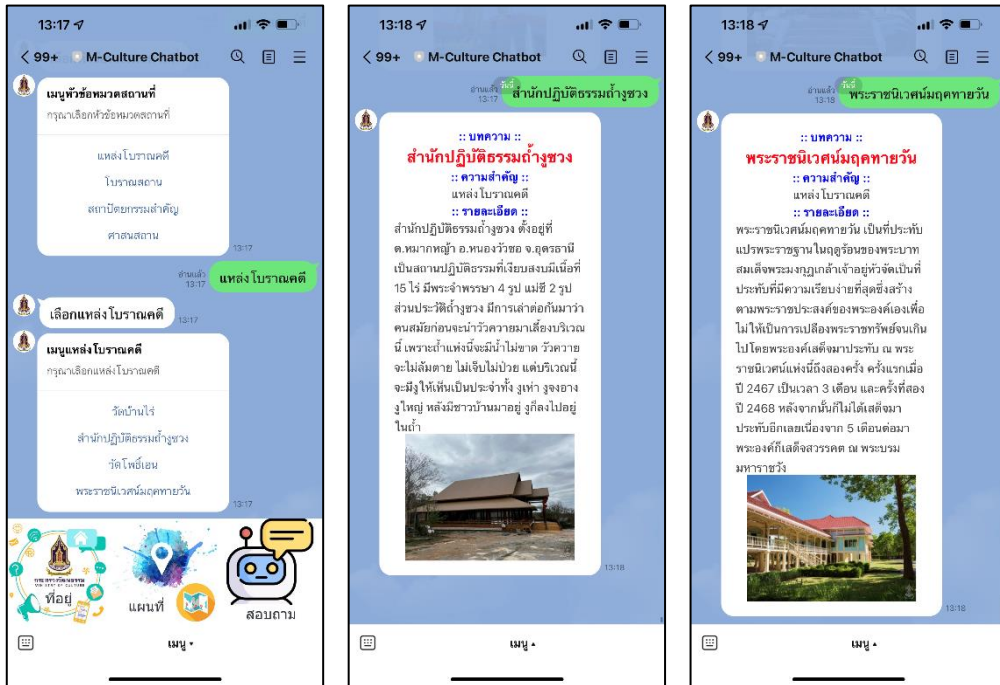 13:17
99+ M-Culture Chatbot
เมนูหัวข้อหมวดสถานที่
กรุณาเลือกหัวข้อหมวดสถานที่
แหล่งโบราณคดี
โบราณสถาน
สถาปัตยกรรมสำคัญ
ศาสนสถาน
13:17
อ่านแล้ว
13:17
แหล่งโบราณคดี
เลือกแหล่งโบราณคดี
13:17
เมนูแหล่งโบราณคดี
กรุณาเลือกแหล่งโบราณคดี
วัดบ้านไร่
สำนักปฏิบัติธรรมถ้ำงูซวง
วัดโพธิ์เอน
พระราชนิเวศน์มฤคทายวัน
13:17
กระทรวงวัฒนธรรม
ที่อยู่
แผนที่
สอบถาม
เมนู
13:18
99+ M-Culture Chatbot
วันนี้
อ่านแล้ว
13:17
สำนักปฏิบัติธรรมถ้ำงูซวง
:: บทความ ::
สำนักปฏิบัติธรรมถ้ำงูซวง
:: ความสำคัญ ::
แหล่งโบราณคดี
:: รายละเอียด ::
สำนักปฏิบัติธรรมถ้ำงูซวง ตั้งอยู่ที่
ต.หมากหญ้า อ.หนองวัวซอ จ.อุดรธานี
เป็นสถานปฏิบัติธรรมที่เงียบสงบมีเนื้อที่
15 ไร่ มีพระจำพรรษา 4 รูป แม่ชี 2 รูป
ส่วนประวัติถ้ำงูซวง มีการเล่าต่อกันมาว่า
คนสมัยก่อนจะนำวัวควายมาเลี้ยงบริเวณ
นี้ เพราะถ้ำแห่งนี้จะมีน้ำไม่ขาด วัวควาย
จะไม่ล้มตาย ไม่เจ็บไม่ป่วย แต่บริเวณนี้
จะมีงูให้เห็นเป็นประจำทั้ง งูเห่า งูจงอาง
งูใหญ่ หลังมีชาวบ้านมาอยู่ งูก็ลงไปอยู่
ในถ้ำ
13:18
เมนู
13:18
99+ M-Culture Chatbot
วันนี้
อ่านแล้ว
13:18
พระราชนิเวศน์มฤคทายวัน
:: บทความ ::
พระราชนิเวศน์มฤคทายวัน
:: ความสำคัญ ::
แหล่งโบราณคดี
:: รายละเอียด ::
พระราชนิเวศน์มฤคทายวัน เป็นที่ประทับ
แปรพระราชฐานในฤดูร้อนของพระบาท
สมเด็จพระมงกุฎเกล้าเจ้าอยู่หัวจัดเป็นที่
ประทับที่มีความเรียบง่ายที่สุดซึ่งสร้าง
ตามพระราชประสงค์ของพระองค์เองเพื่อ
ไม่ให้เป็นการเปลืองพระราชทรัพย์จนเกิน
ไปโดยพระองค์เสด็จมาประทับ ณ พระ
ราชนิเวศน์แห่งนี้ถึงสองครั้ง ครั้งแรกเมื่อ
ปี 2467 เป็นเวลา 3 เดือน และครั้งที่สอง
ปี 2468 หลังจากนั้นก็ไม่ได้เสด็จมา
ประทับอีกเลยเนื่องจาก 5 เดือนต่อมา
พระองค์ก็เสด็จสวรรคต ณ พระบรม
มหาราชวัง
13:18
เมนู